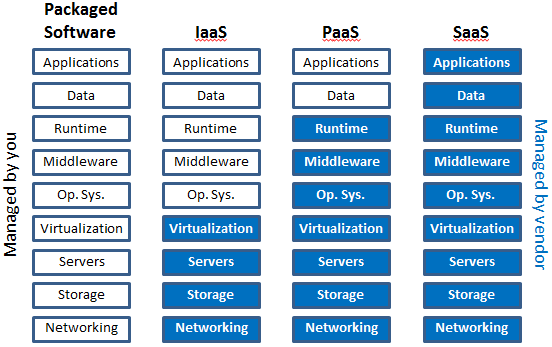 Packaged
Software
IaaS
PaaS
SaaS
Applications
Applications
Applications
Applications
Data
Data
Data
Data
Runtime
Runtime
Runtime
Runtime
Middleware
Middleware
Middleware
Middleware
Op. Sys.
Op. Sys.
Op. Sys.
Op. Sys.
Virtualization
Virtualization
Virtualization
Virtualization
Servers
Servers
Servers
Servers
Storage
Storage
Storage
Storage
Networking
Networking
Networking
Networking
Managed by you
Managed by vendor